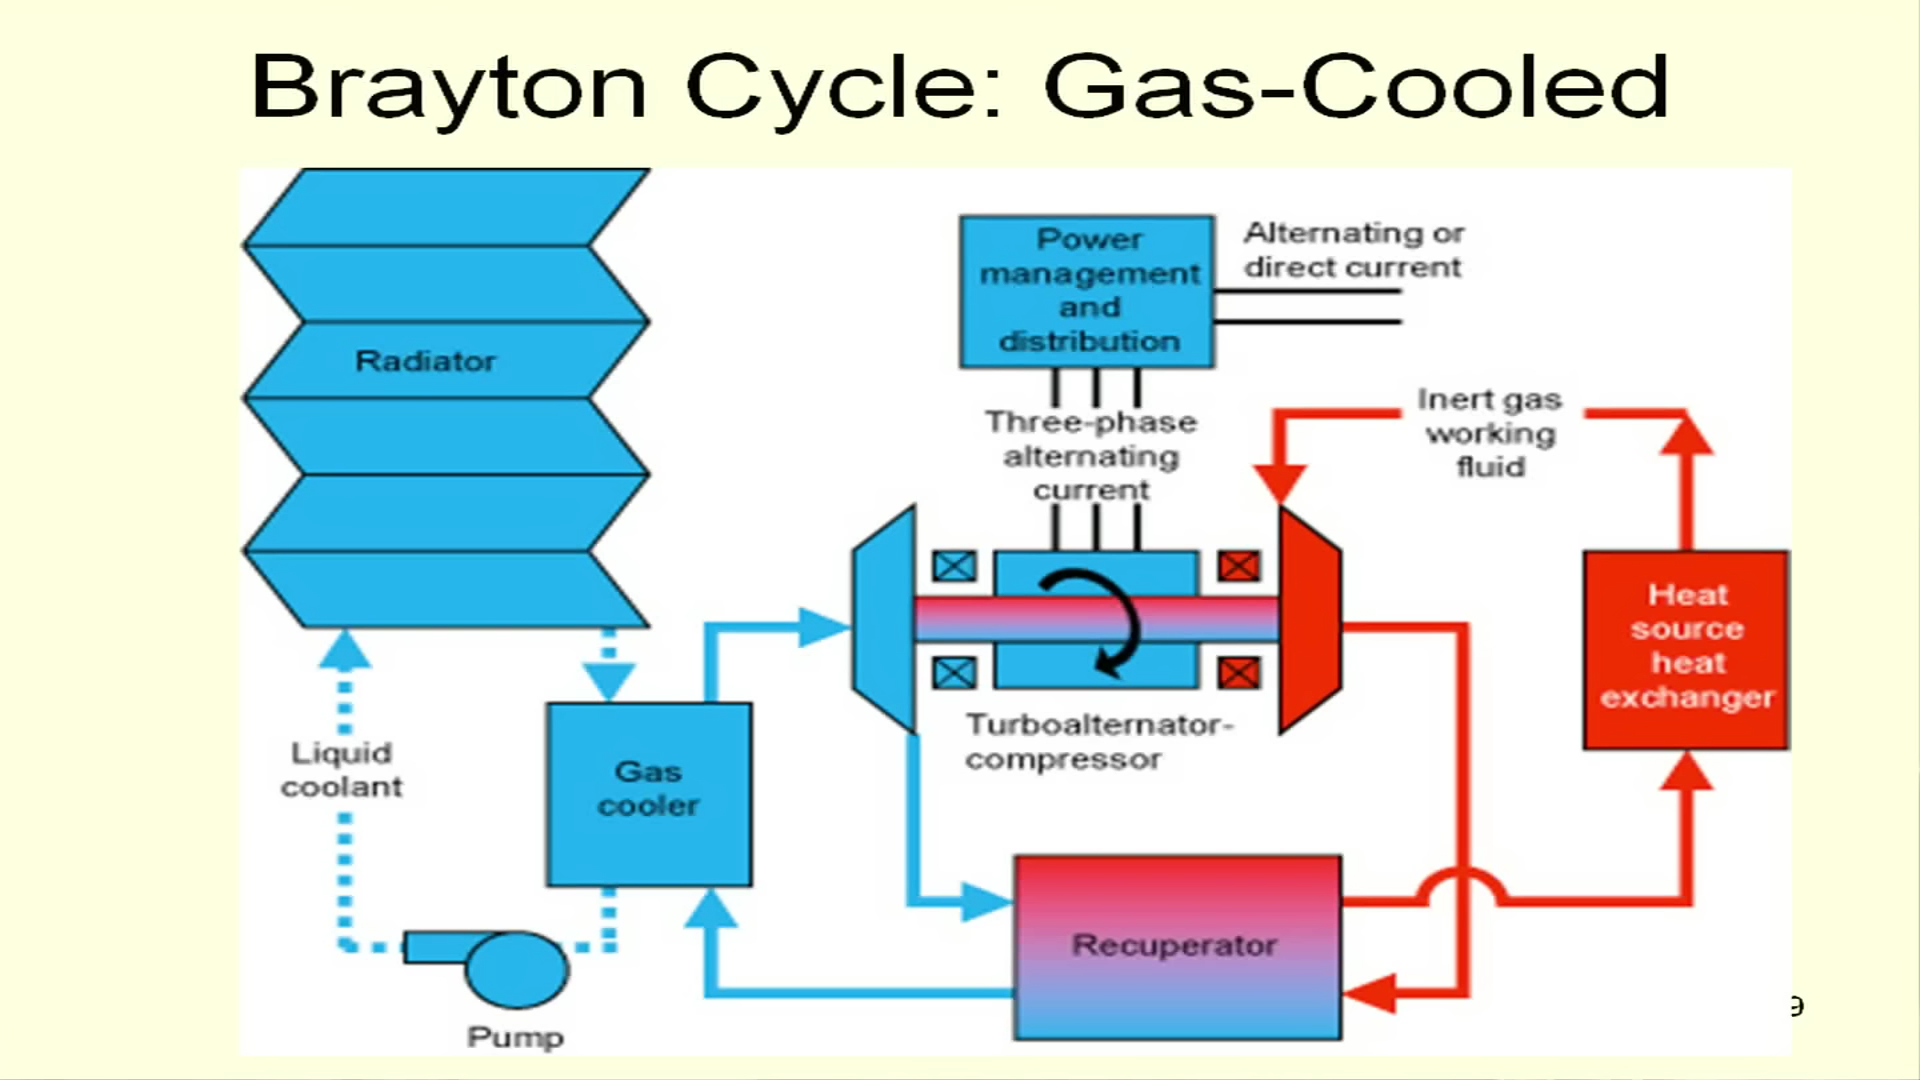 Brayton Cycle: Gas-Cooled
Radiator
Power
management
and
distribution
Alternating or
direct current
Three-phase
alternating
current
Inert gas
working
fluid
Heat
source
heat
exchanger
Turboalternator-
compressor
Liquid
coolant
Gas
cooler
Recuperator
Pump
9